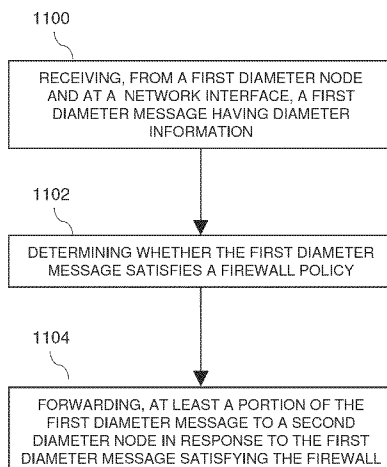 1100
RECEIVING, FROM A FIRST DIAMETER NODE
AND AT A NETWORK INTERFACE, A FIRST
DIAMETER MESSAGE HAVING DIAMETER
INFORMATION
1102
DETERMINING WHETHER THE FIRST DIAMETER
MESSAGE SATISFIES A FIREWALL POLICY
1104
FORWARDING, AT LEAST A PORTION OF THE
FIRST DIAMETER MESSAGE TO A SECOND
DIAMETER NODE IN RESPONSE TO THE FIRST
DIAMETER MESSAGE SATISFYING THE FIREWALL